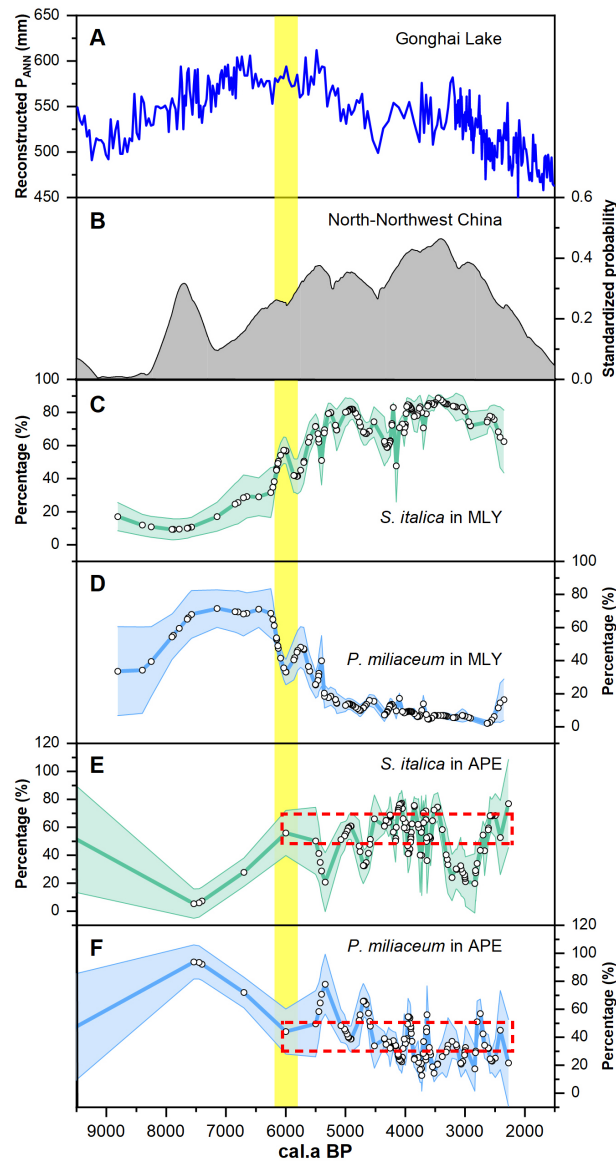 650
600
550
500
450
Reconstructed P_ANN (mm)
A
Gonghai Lake
0.6
0.4
0.2
0.0
Standardized probability
B
North-Northwest China
100
80
60
40
20
0
Percentage (%)
C
S. italica in MLY
100
80
60
40
20
0
Percentage (%)
D
P. miliaceum in MLY
120
100
80
60
40
20
0
Percentage (%)
E
S. italica in APE
120
100
80
60
40
20
0
Percentage (%)
F
P. miliaceum in APE
9000 8000 7000 6000 5000 4000 3000 2000
cal.a BP